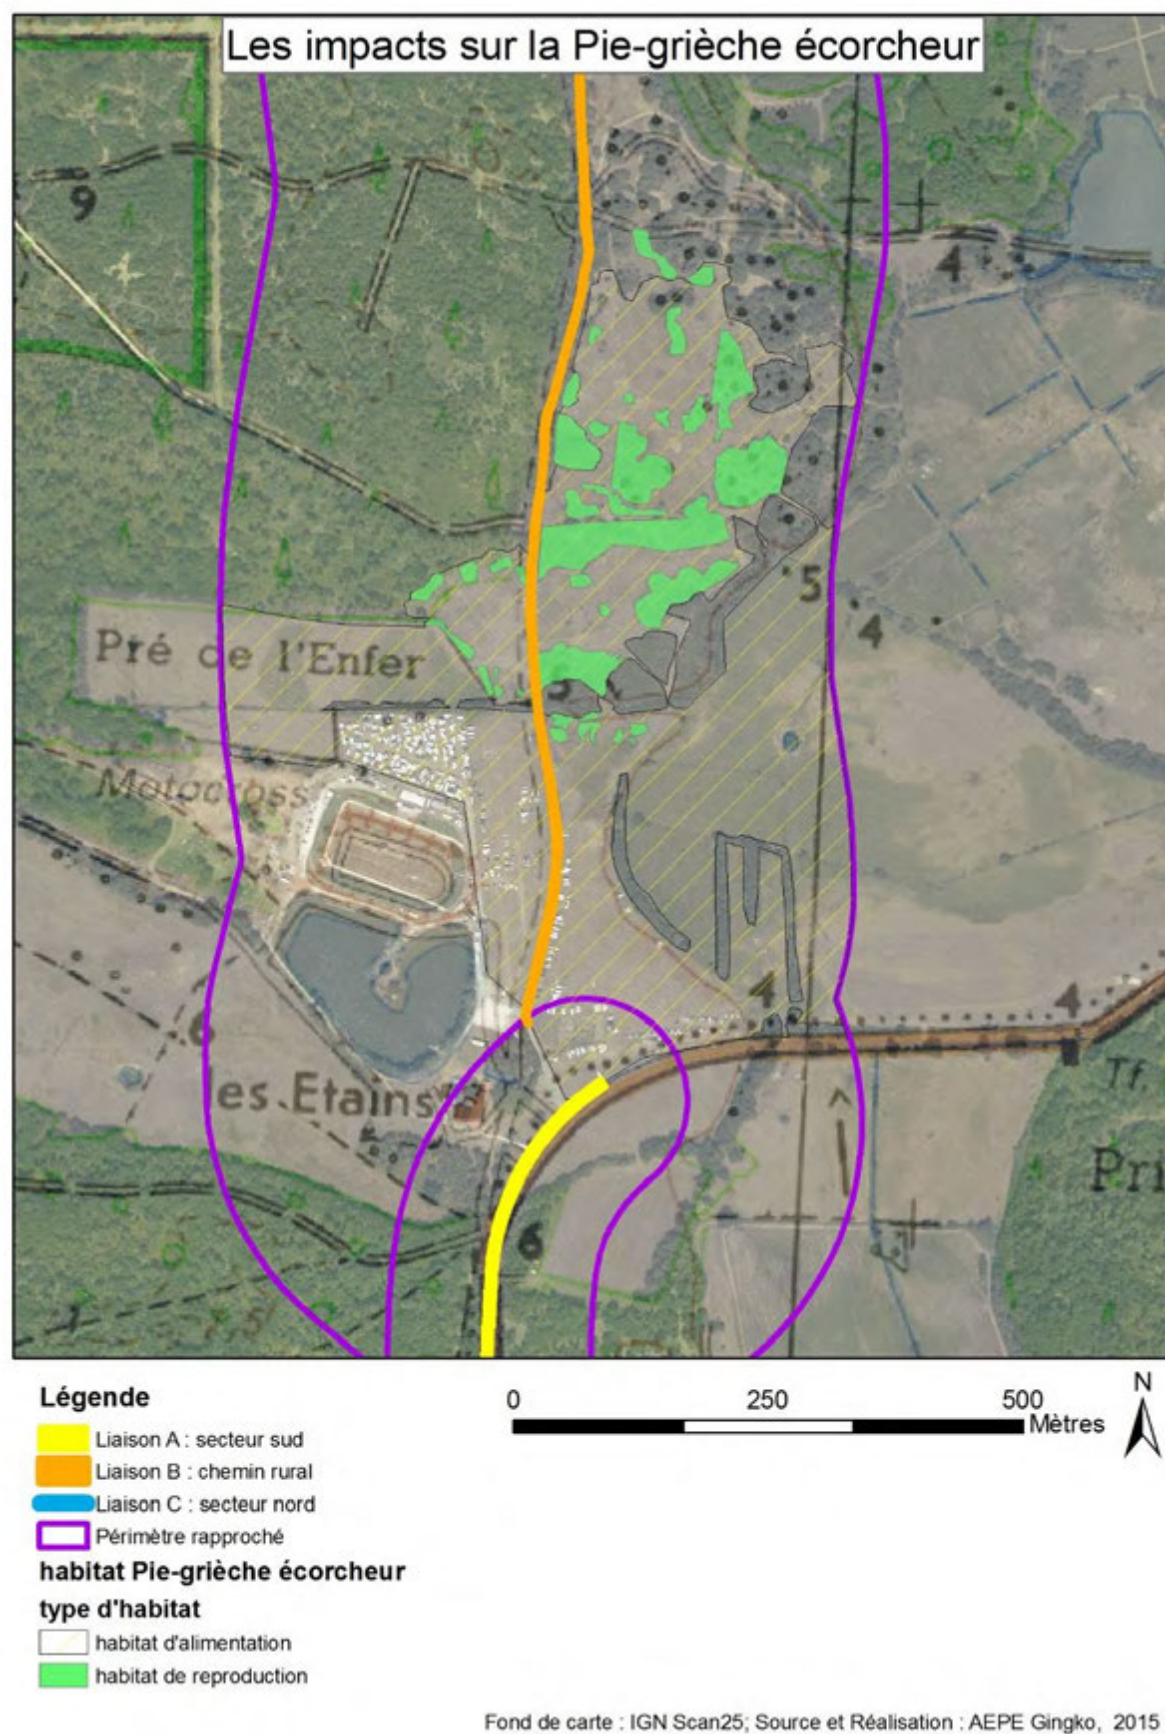 Les impacts sur la Pie-grièche écorcheur
9
4
5
4
Pré de l'Enfer
5
Motocross
4
4
6
les Etains
Tf.
Pri
6
Légende
0 250 500
Mètres
N
Liaison A : secteur sud
Liaison B : chemin rural
Liaison C : secteur nord
Périmètre rapproché
habitat Pie-grièche écorcheur
type d'habitat
habitat d'alimentation
habitat de reproduction
Fond de carte : IGN Scan25; Source et Réalisation : AEPE Gingko, 2015